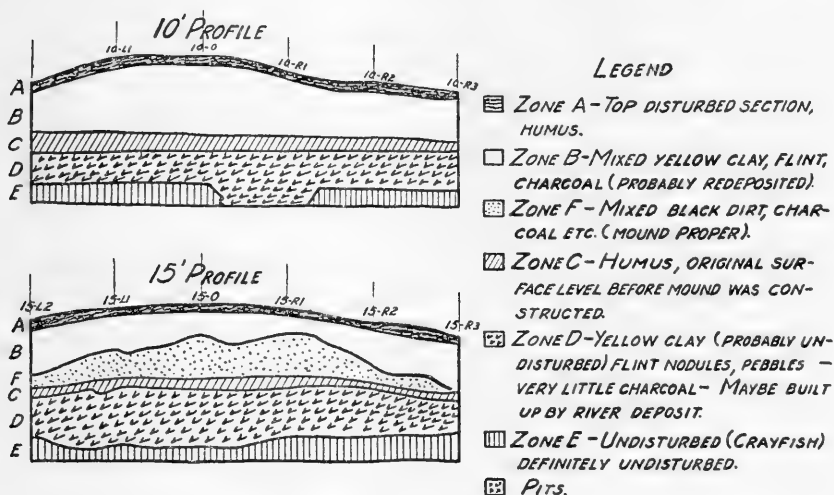 10' PROFILE
10-L1 10-O 10-R1 10-R2 10-R3
A
B
C
D
E
15' PROFILE
15-L2 15-L1 15-O 15-R1 15-R2 15-R3
A
B
F
C
D
E
LEGEND
ZONE A-TOP DISTURBED SECTION,
HUMUS.
ZONE B-MIXED YELLOW CLAY, FLINT,
CHARCOAL (PROBABLY REDEPOSITED).
ZONE F-MIXED BLACK DIRT, CHAR-
COAL ETC. (MOUND PROPER).
ZONE C-HUMUS, ORIGINAL SUR-
FACE LEVEL BEFORE MOUND WAS CON-
STRUCTED.
ZONE D-YELLOW CLAY (PROBABLY UN-
DISTURBED) FLINT NODULES, PEBBLES -
VERY LITTLE CHARCOAL- MAYBE BUILT
UP BY RIVER DEPOSIT.
ZONE E-UNDISTURBED (CRAYFISH)
DEFINITELY UNDISTURBED.
PITS.